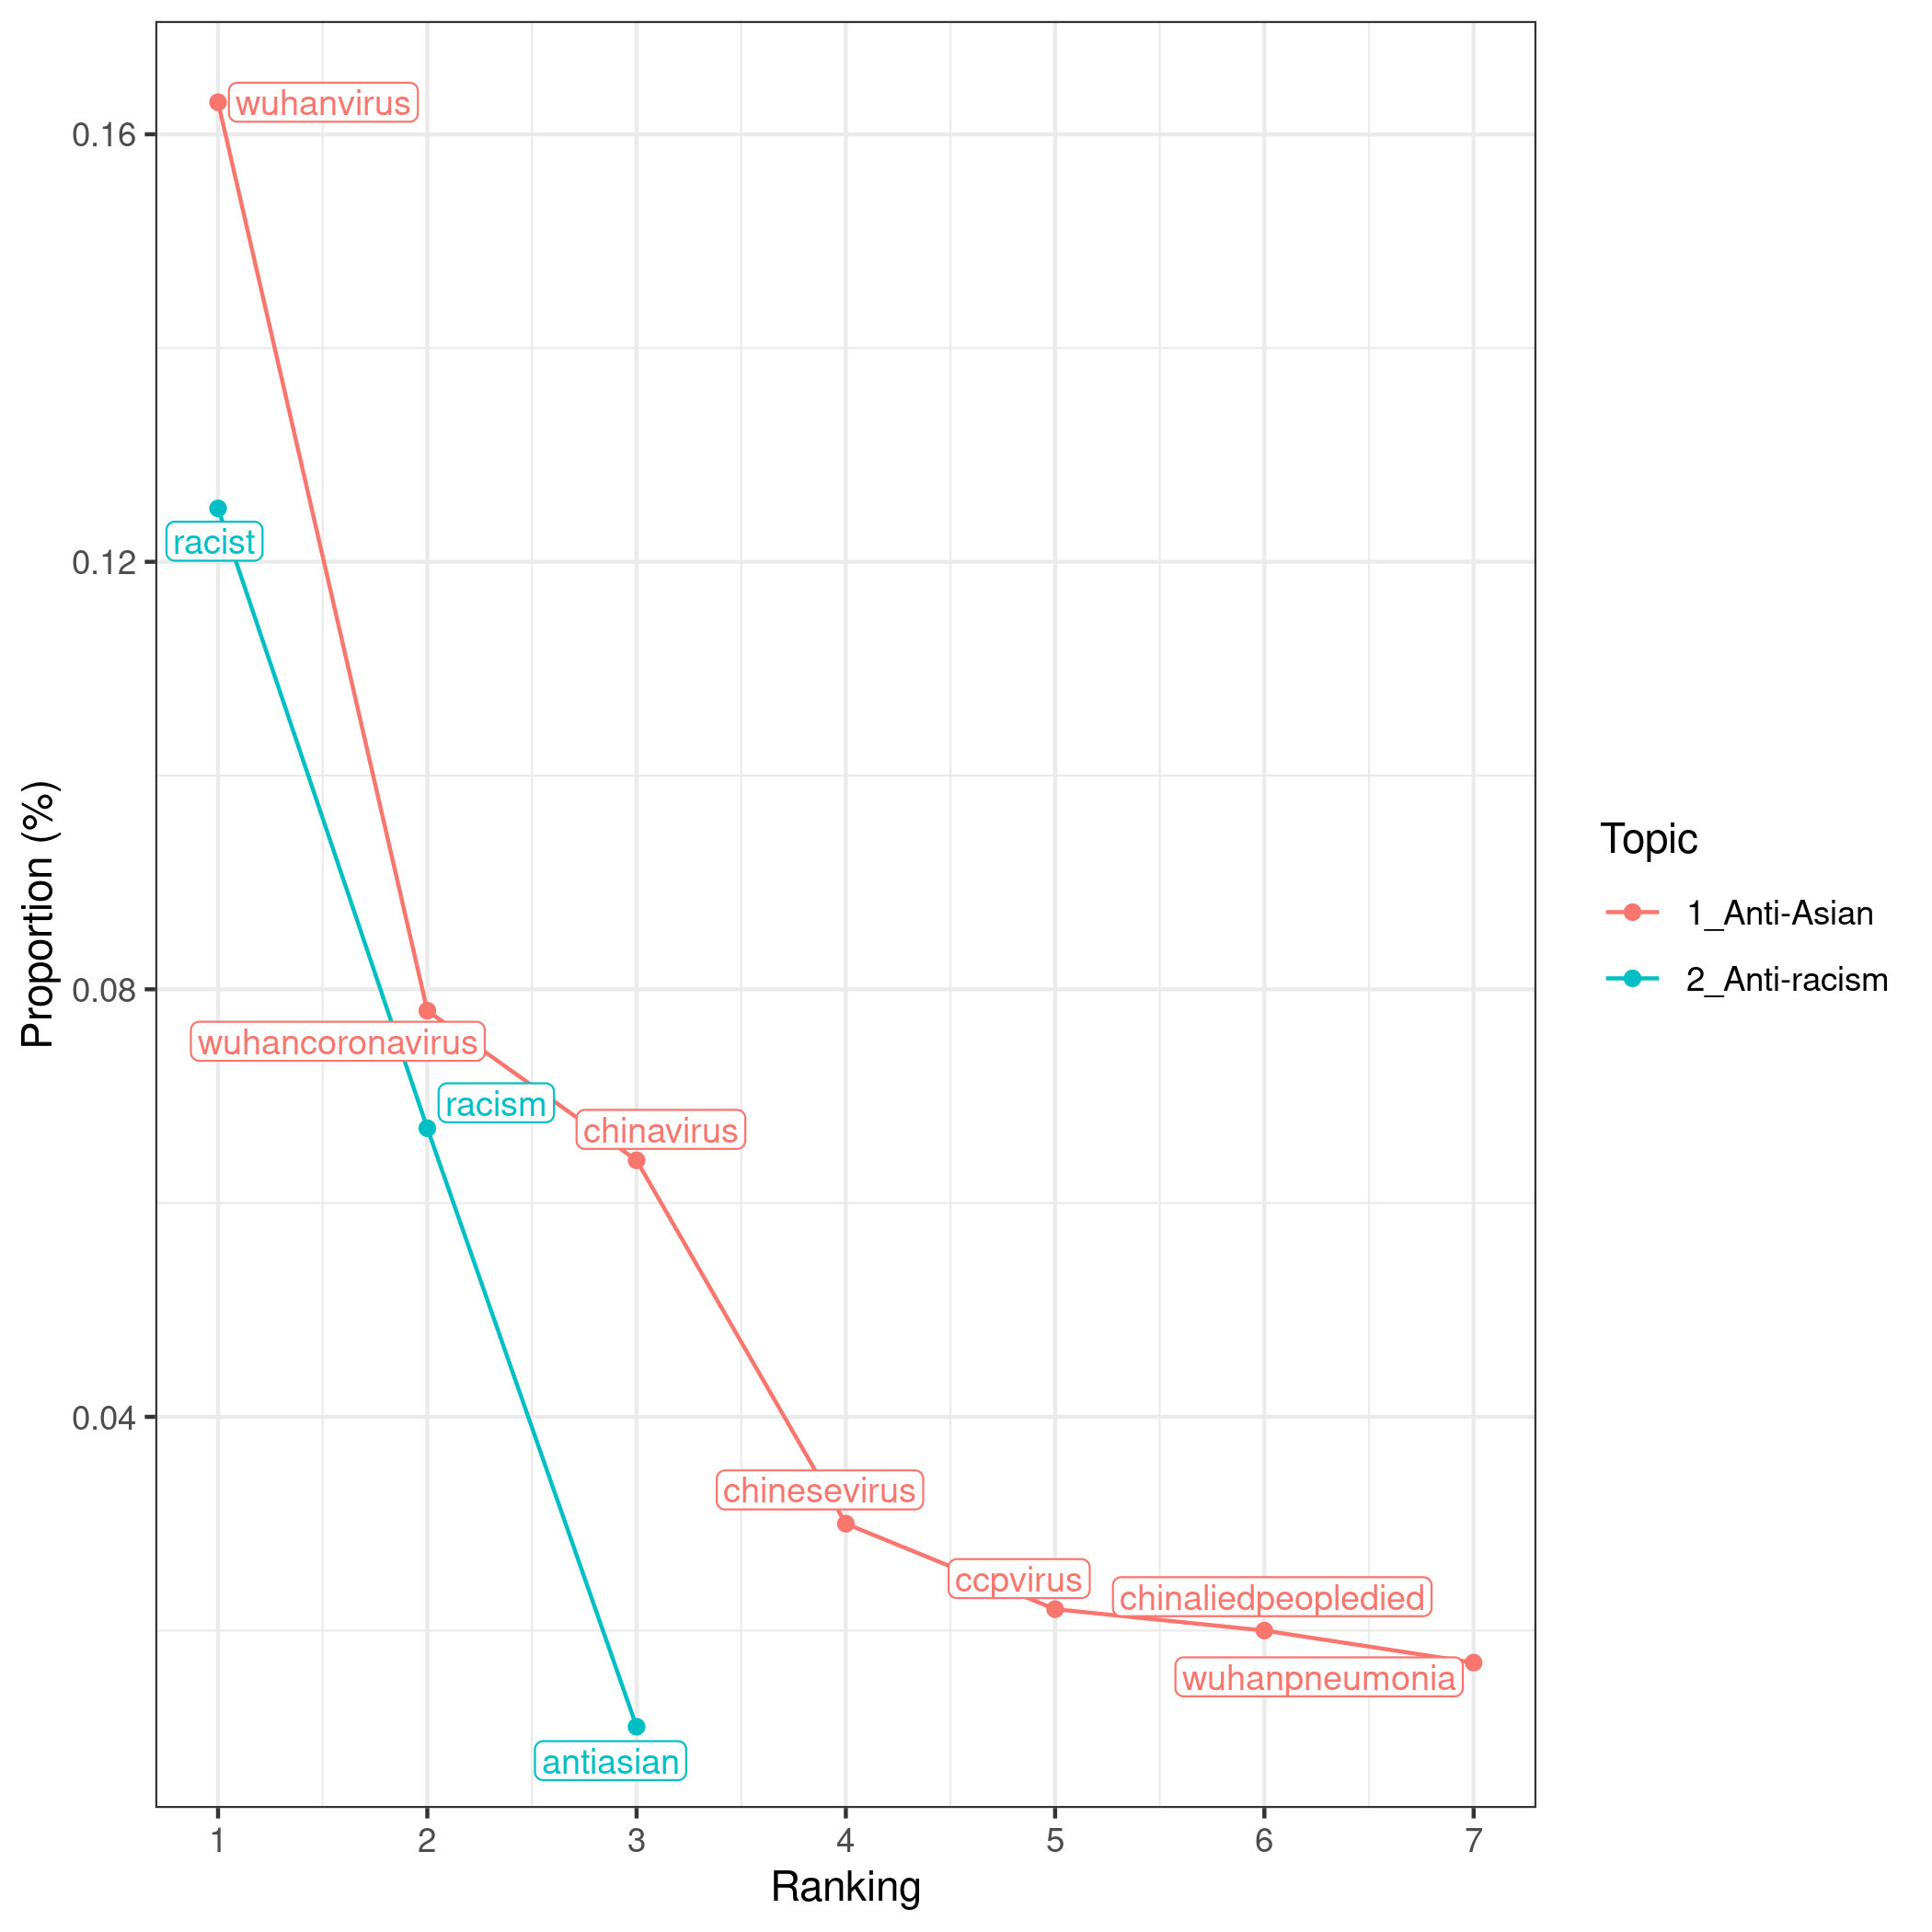 wuhanvirus
0.16
racist
0.12
0.08
wuhancoronavirus
racism
chinavirus
0.04
chinesevirus
ccpvirus
chinaliedpeopledied
wuhanpneumonia
antiasian
1 2 3 4 5 6 7
Ranking
Proportion (%)
Topic
1_Anti-Asian
2_Anti-racism